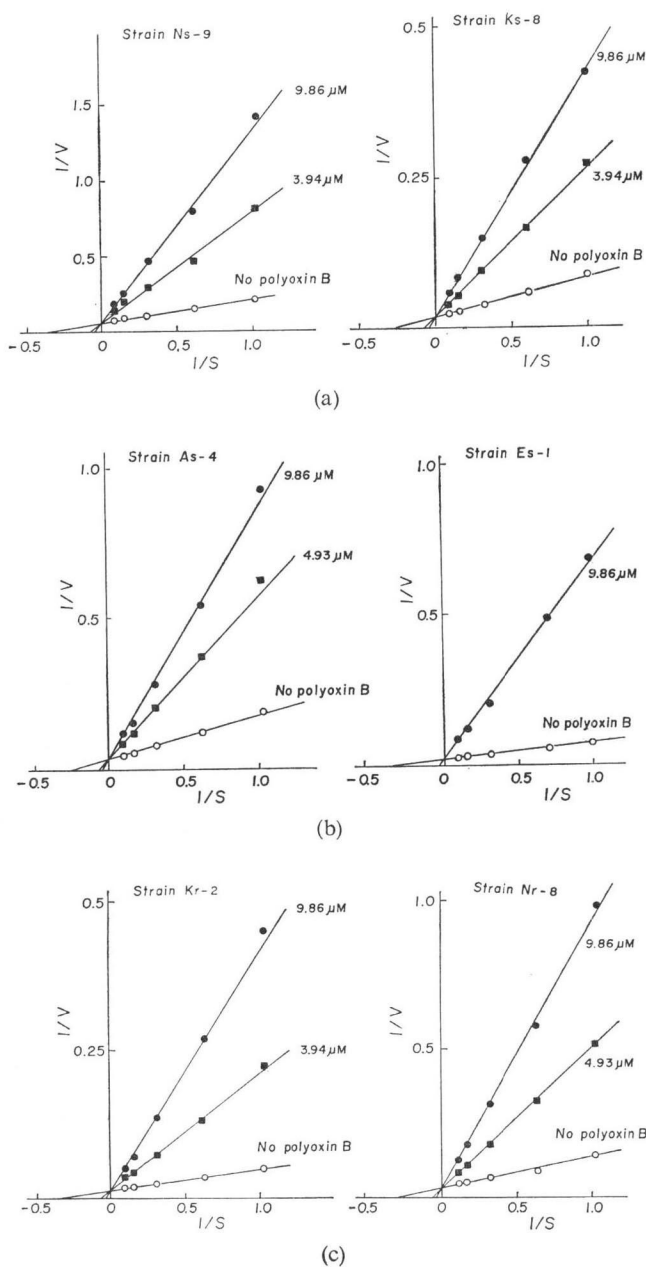 Strain Ns-9
9.86 µM
1.5
1/V
1.0
3.94 µM
0.5
No polyoxin B
-0.5
0
0.5
1.0
1/S
Strain Ks-8
0.5
9.86 µM
1/V
0.25
3.94 µM
No polyoxin B
-0.5
0
0.5
1.0
1/S
(a)
Strain As-4
1.0
9.86 µM
1/V
4.93 µM
0.5
No polyoxin B
-0.5
0
0.5
1.0
1/S
Strain Es-1
1.0
1/V
9.86 µM
0.5
No polyoxin B
-0.5
0
0.5
1.0
1/S
(b)
Strain Kr-2
0.5
9.86 µM
1/V
0.25
3.94 µM
No polyoxin B
-0.5
0
0.5
1.0
1/S
Strain Nr-8
1.0
9.86 µM
1/V
0.5
4.93 µM
No polyoxin B
-0.5
0
0.5
1.0
1/S
(c)